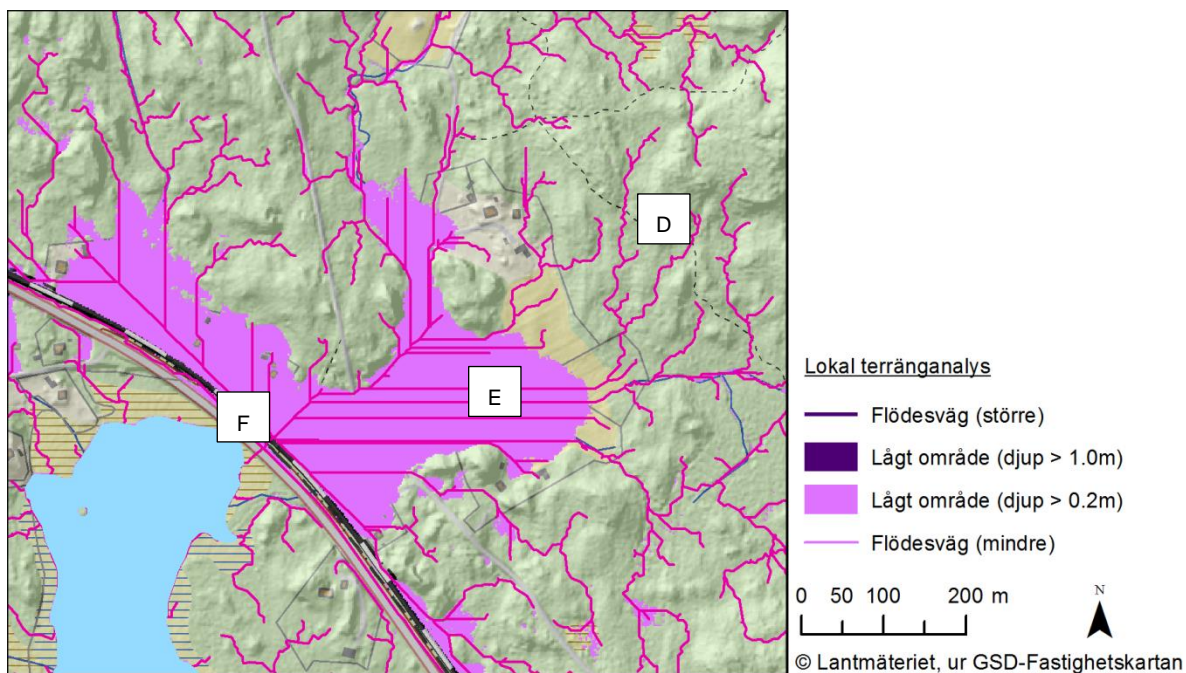 D
E
F
Lokal terränganalys
Flödesväg (större)
Lågt område (djup > 1.0m)
Lågt område (djup > 0.2m)
Flödesväg (mindre)
0 50 100 200 m
N
© Lantmäteriet, ur GSD-Fastighetskartan